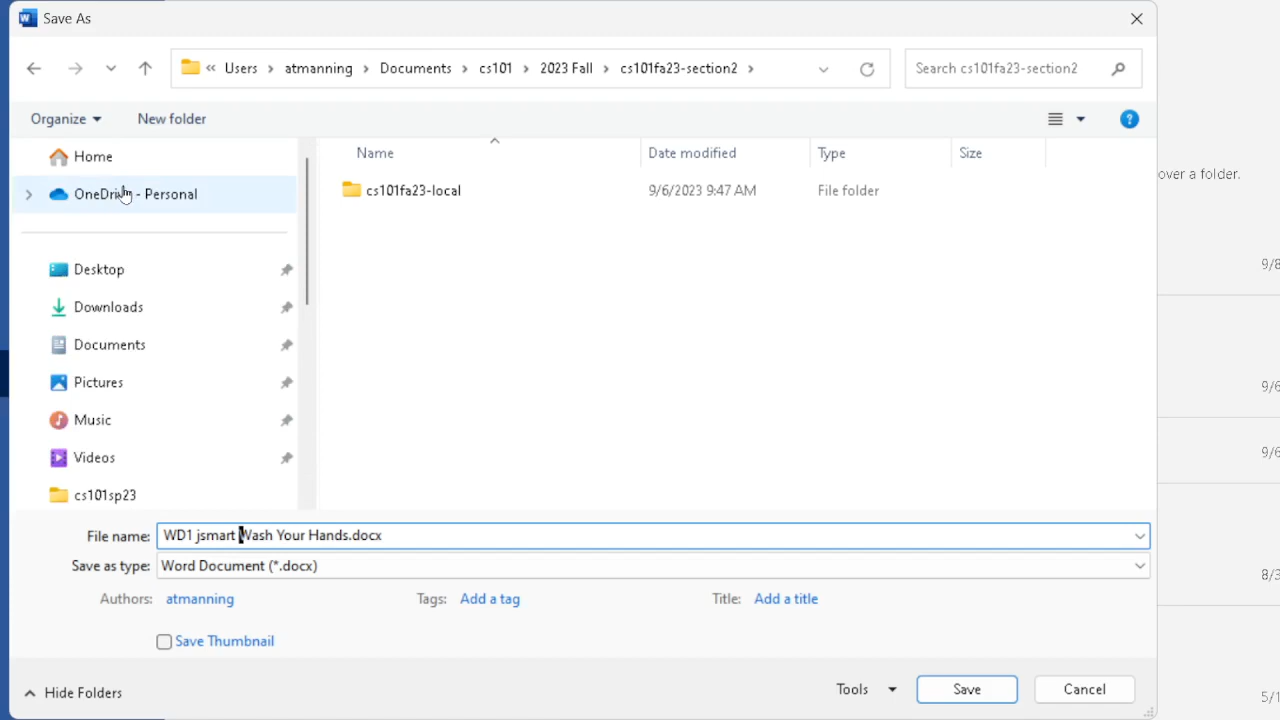 Save As
« Users > atmanning > Documents > cs101 > 2023 Fall > cs101fa23-section2 >
Search cs101fa23-section2
Organize
New folder
Home
OneDrive - Personal
Desktop
Downloads
Documents
Pictures
Music
Videos
cs101sp23
Name
Date modified
Type
Size
cs101fa23-local
9/6/2023 9:47 AM
File folder
over a folder.
9/8
9/6
9/6
8/3
5/1
File name: WD1 jsmart Wash Your Hands.docx
Save as type: Word Document (*.docx)
Authors: atmanning
Tags: Add a tag
Title: Add a title
Save Thumbnail
Hide Folders
Tools
Save
Cancel